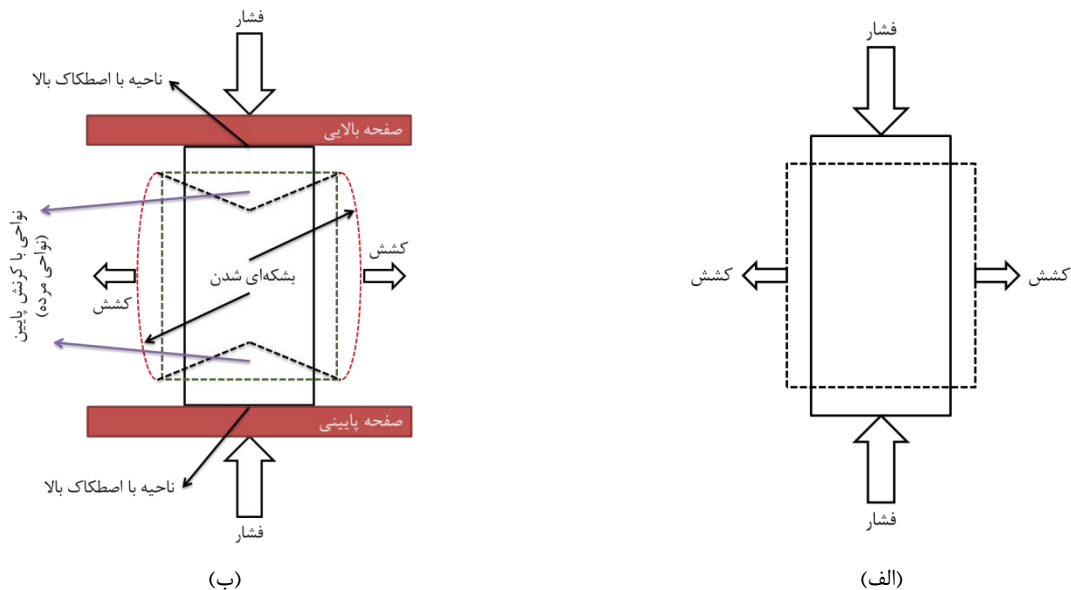 فشار
ناحیه با اصطکاک بالا
صفحه بالایی
نواحی با کرنش پایین
(نواحی مرده)
کشش
بشکه‌ای شدن
کشش
صفحه پایینی
ناحیه با اصطکاک بالا
فشار
(ب)
فشار
کشش
کشش
فشار
(الف)